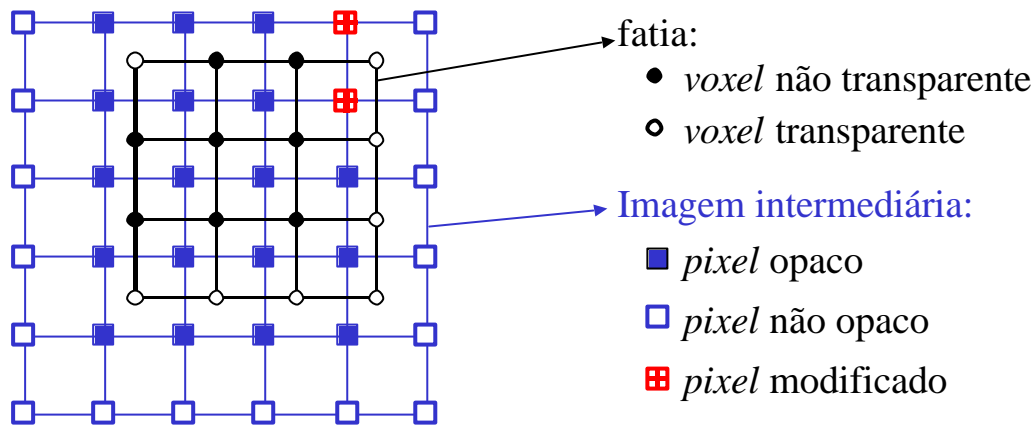 fatia:
voxel não transparente
voxel transparente
Imagem intermediária:
pixel opaco
pixel não opaco
pixel modificado